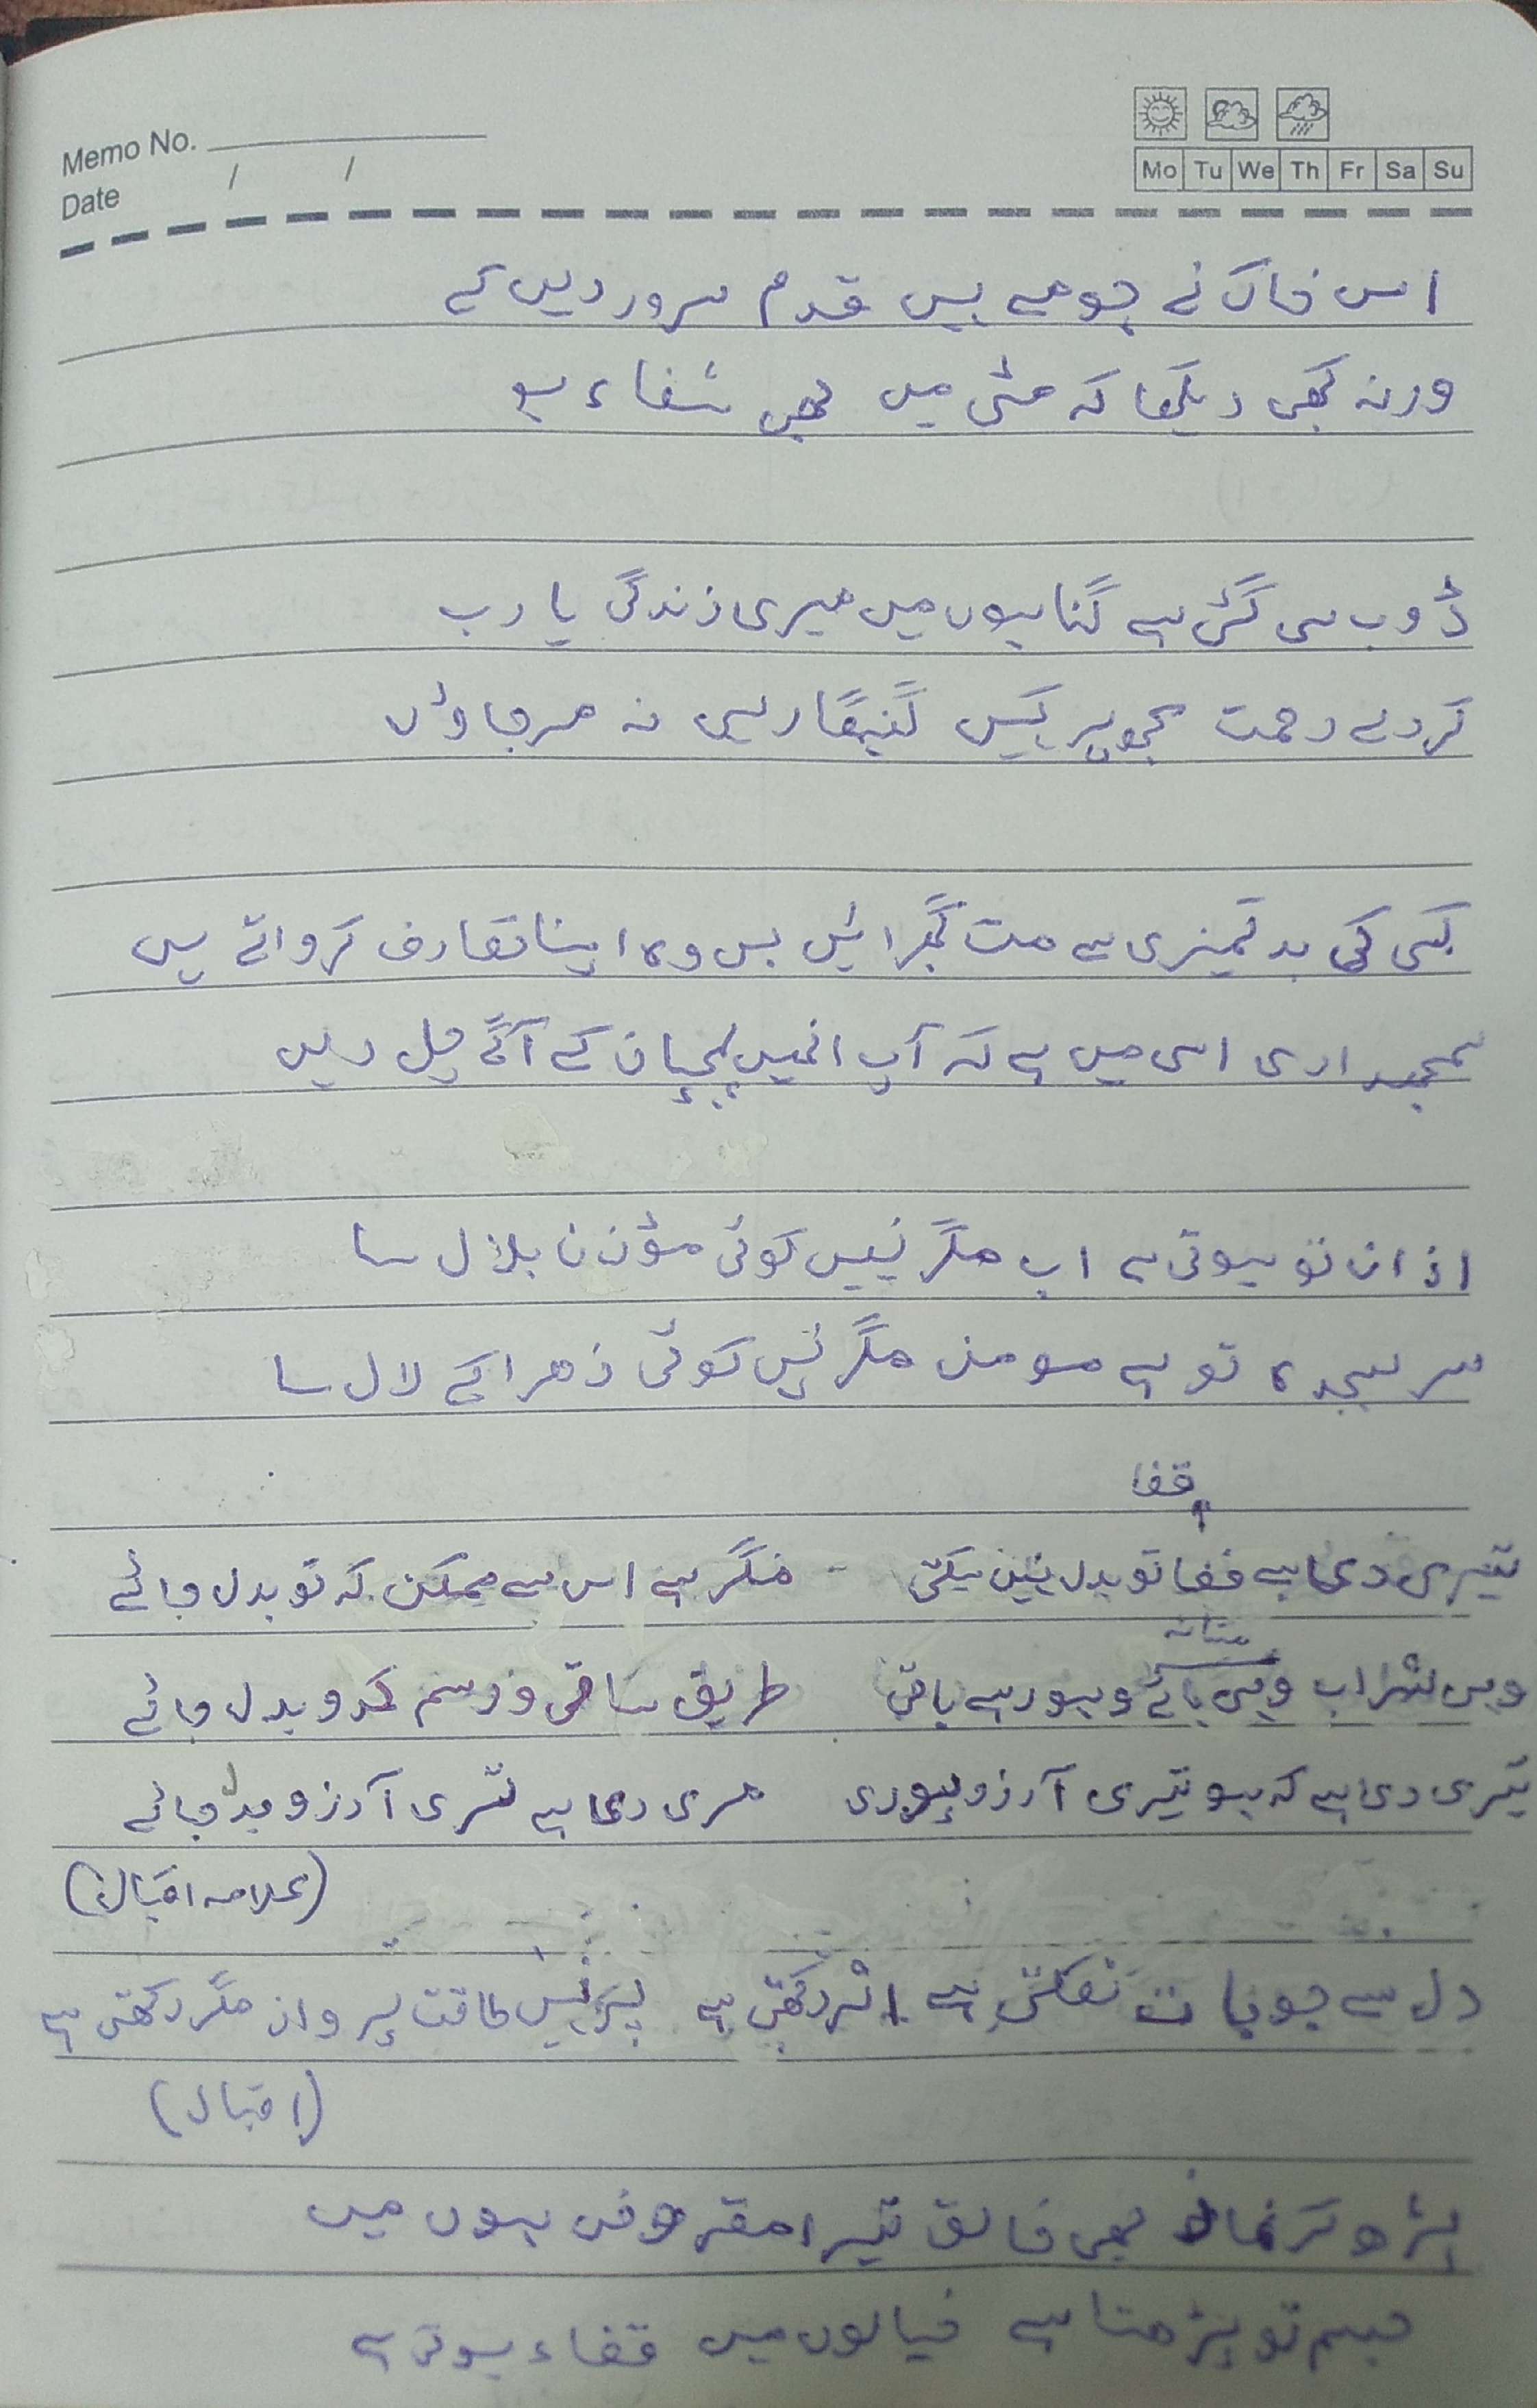 Memo No.
Date / /
Mo Tu We Th Fr Sa Su
اس خاک نے چومے ہیں قدم سرور دیں کے
ورنہ کبھی دیکھا کہ مٹی میں بھی شفاء ہو
ڈوب سی گئی ہے گناہوں میں میری زندگی یا رب
کر دے رحمت مجھ پر کہیں گنہگار ہی نہ مر جاؤں
کسی کی بدتمیزی سے مت گھبرائیں بس وہ اپنا تعارف کرواتے ہیں
سمجھداری اسی میں ہے کہ آپ انہیں پہچان کے آگے چل دیں
اذان تو ہوتی ہے اب مگر نہیں کوئی مؤذن بلال سا
سر سجدہ تو ہے مومن مگر نہیں کوئی زھرا کے لال سا
قضا
تیری دعا ہے قضا تو بدل نہیں سکتی - مگر ہے اس سے ممکن کہ تو بدل جائے
مستانہ
وہی شراب وہی ہائے و ہو رہے باقی طریق ساقی و رسم کدو بدل جائے
تیری دعا ہے کہ ہو تیری آرزو پوری مری دعا ہے تری آرزو بدل جائے
(علامہ اقبال)
دل سے جو بات نکلتی ہے اثر رکھتی ہے پر نہیں طاقت پرواز مگر رکھتی ہے
(اقبال)
پڑھ کر نماز بھی خالق تیرا مقروض ہوں میں
جسم تو پڑھتا ہے خیالوں میں قضاء ہوتی ہے